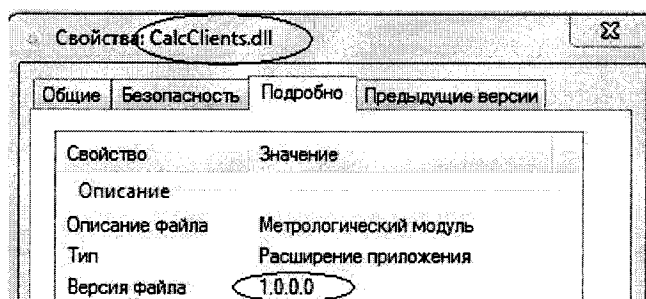 Свойства: CalcClients.dll
Общие Безопасность Подробно Предыдущие версии
Свойство Значение
Описание
Описание файла Метрологический модуль
Тип Расширение приложения
Версия файла 1.0.0.0